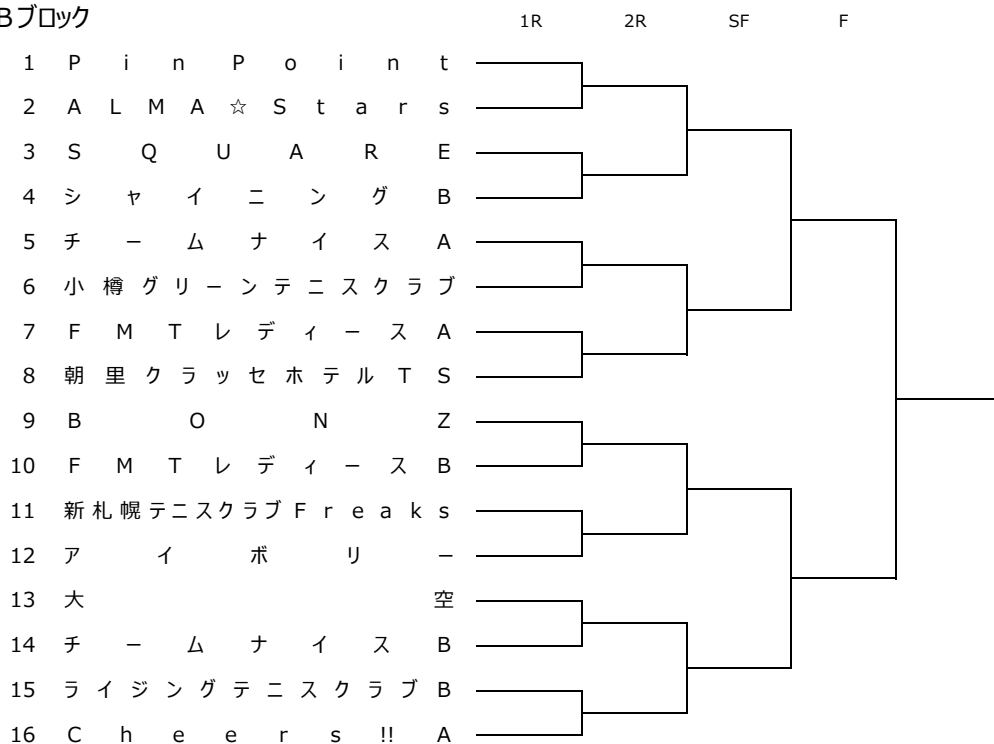 Bブロック
1R 2R SF F
1 PinPoint
2 ALMA☆Stars
3 SQUARE
4 シャイニングB
5 チームナイスA
6 小樽グリーンテニスクラブ
7 FMTレディースA
8 朝里クラッセホテルTS
9 BONZ
10 FMTレディースB
11 新札幌テニスクラブFreaks
12 アイボリー
13 大空
14 チームナイスB
15 ライジングテニスクラブB
16 Cheers!!A